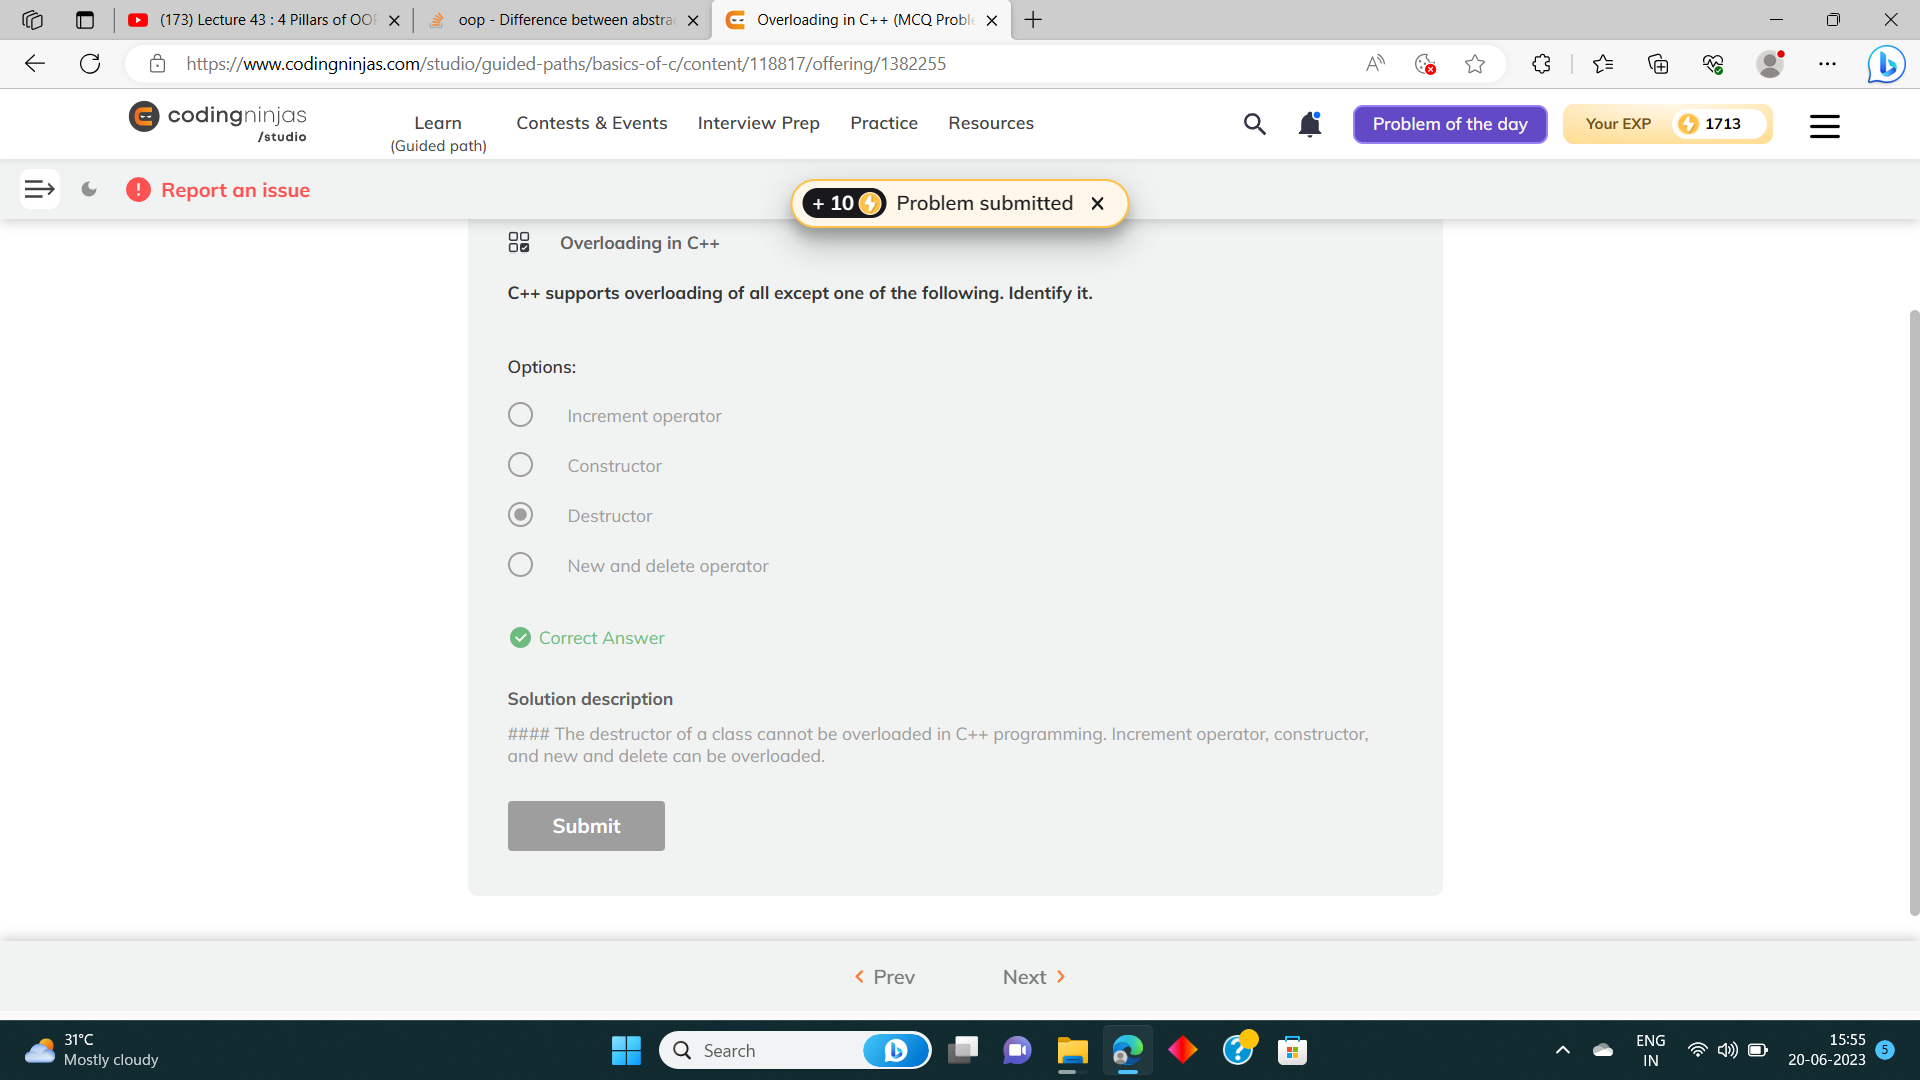 (173) Lecture 43 : 4 Pillars of OOP
oop - Difference between abstra
Overloading in C++ (MCQ Proble
https://www.codingninjas.com/studio/guided-paths/basics-of-c/content/118817/offering/1382255
codingninjas
/studio
Learn
(Guided path)
Contests & Events
Interview Prep
Practice
Resources
Problem of the day
Your EXP
1713
Report an issue
+ 10
Problem submitted
Overloading in C++
C++ supports overloading of all except one of the following. Identify it.
Options:
Increment operator
Constructor
Destructor
New and delete operator
Correct Answer
Solution description
#### The destructor of a class cannot be overloaded in C++ programming. Increment operator, constructor,
and new and delete can be overloaded.
Submit
Prev
Next
31°C
Mostly cloudy
Search
ENG
IN
15:55
20-06-2023
5